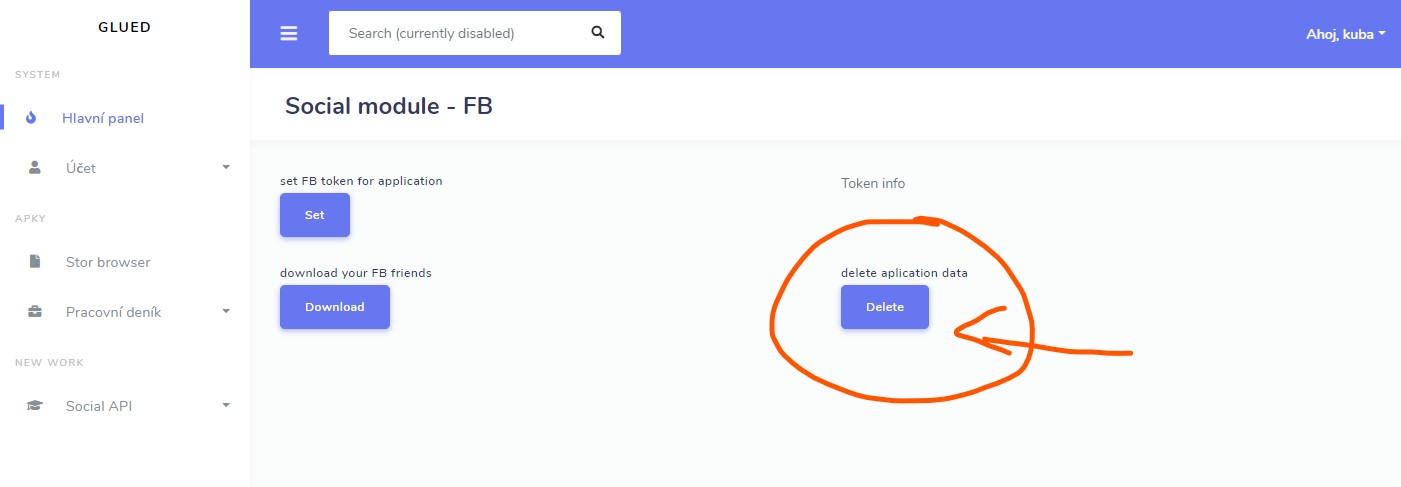 GLUED
Search (currently disabled)
Ahoj, kuba
SYSTEM
Hlavní panel
Účet
APKY
Stor browser
Pracovní deník
NEW WORK
Social API
Social module - FB
set FB token for application
Set
Token info
download your FB friends
Download
delete aplication data
Delete